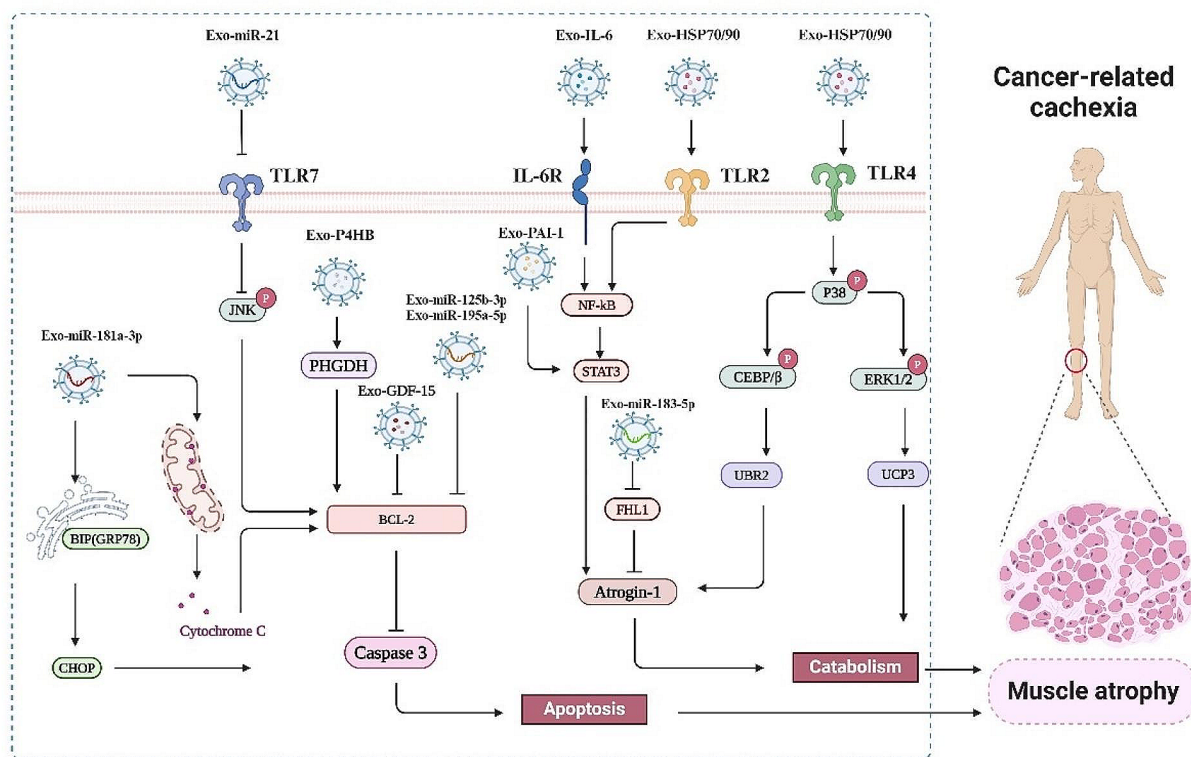 Exo-miR-21
Exo-IL-6
Exo-HSP70/90
Exo-HSP70/90
Cancer-related
cachexia
TLR7
IL-6R
TLR2
TLR4
Exo-P4HB
Exo-PAI-1
P38
P
JNK
P
Exo-miR-125b-3p
Exo-miR-195a-5p
NF-kB
Exo-miR-181a-3p
PHGDH
STAT3
CEBP/β
P
ERK1/2
P
Exo-GDF-15
Exo-miR-183-5p
UBR2
UCP3
BCL-2
FHL1
BIP(GRP78)
Atrogin-1
Cytochrome C
Caspase 3
CHOP
Catabolism
Muscle atrophy
Apoptosis